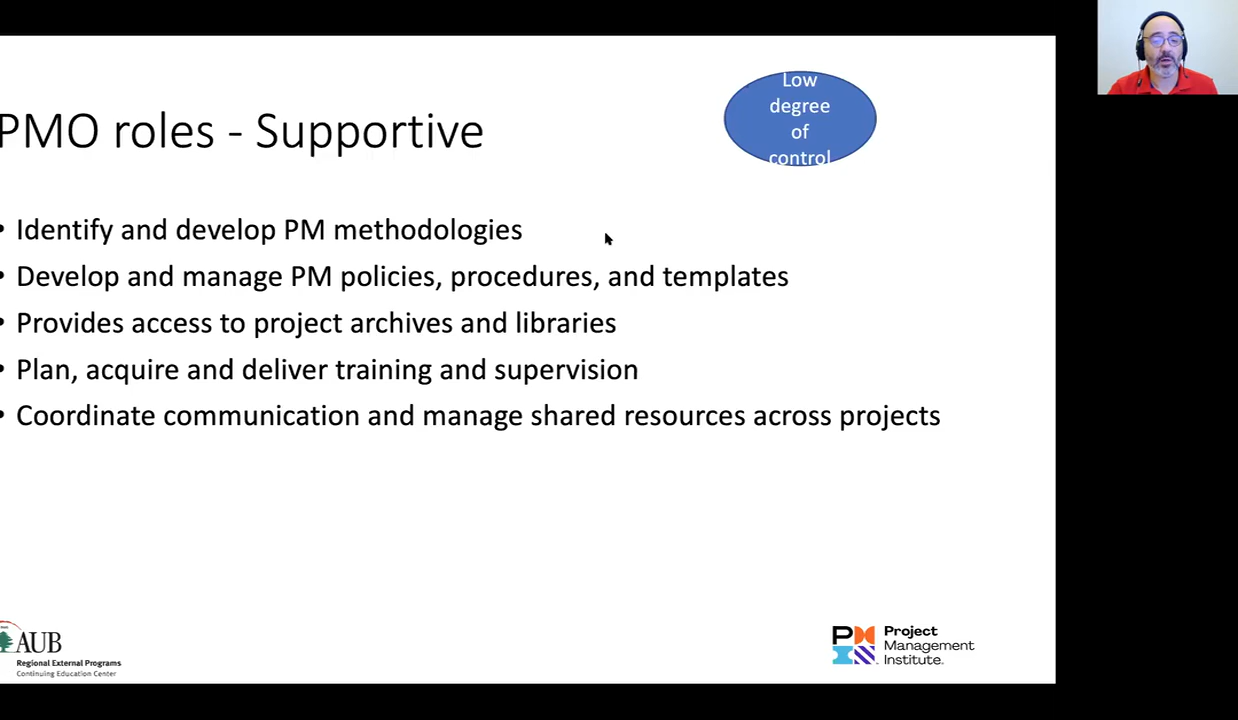 PMO roles - Supportive
Low
degree
of
control
• Identify and develop PM methodologies
• Develop and manage PM policies, procedures, and templates
• Provides access to project archives and libraries
• Plan, acquire and deliver training and supervision
• Coordinate communication and manage shared resources across projects
AUB
Regional External Programs
Continuing Education Center
PM
Project
Management
Institute.